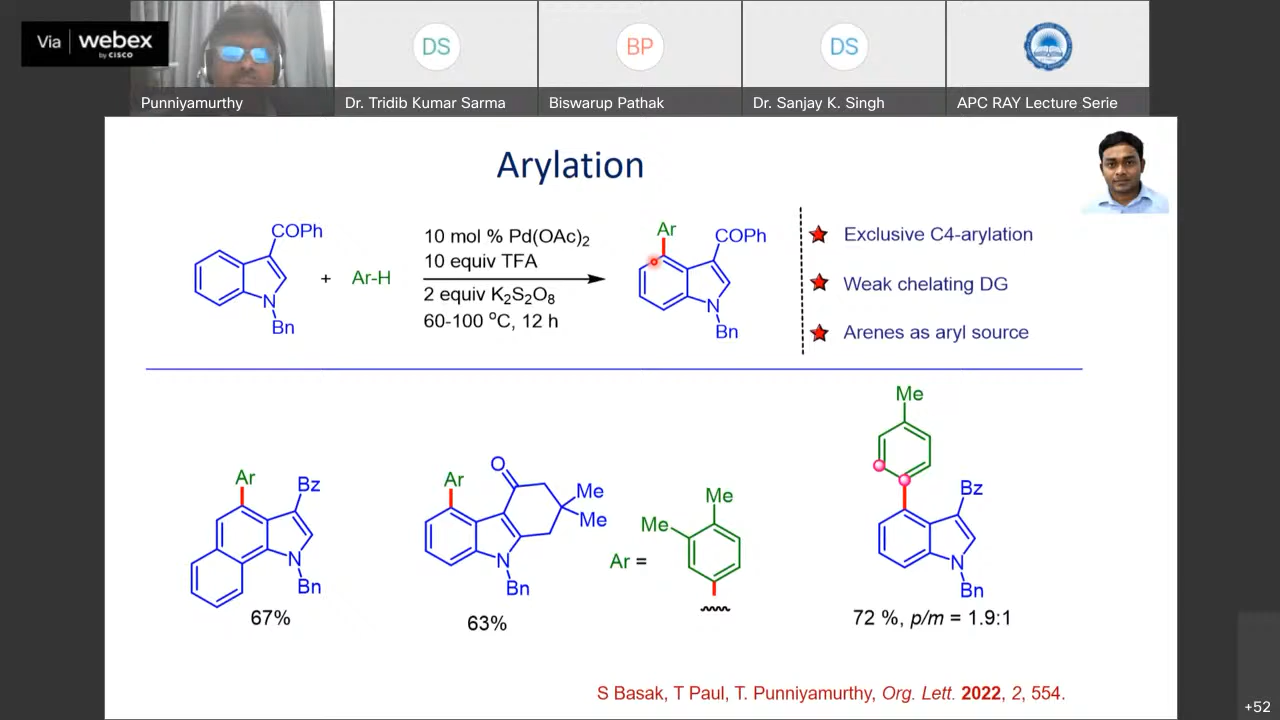 Via webex
by CISCO
DS
BP
DS
Punniyamurthy
Dr. Tridib Kumar Sarma
Biswarup Pathak
Dr. Sanjay K. Singh
APC RAY Lecture Serie
Arylation
COPh
N
Bn
+
Ar-H
10 mol % Pd(OAc)2
10 equiv TFA
2 equiv K2S2O8
60-100 °C, 12 h
Ar
COPh
N
Bn
Exclusive C4-arylation
Weak chelating DG
Arenes as aryl source
Ar
Bz
N
Bn
67%
Ar
O
Me
Me
N
Bn
63%
Ar =
Me
Me
Me
Bz
N
Bn
72 %, p/m = 1.9:1
S Basak, T Paul, T. Punniyamurthy, Org. Lett. 2022, 2, 554.
+52